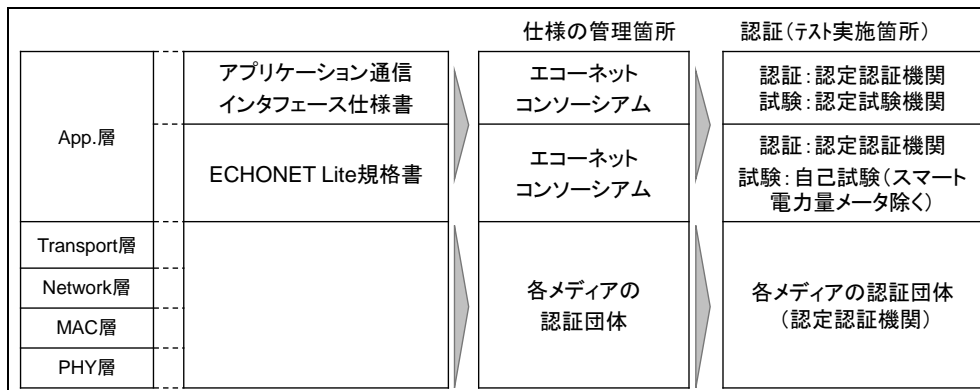 仕様の管理箇所
認証（テスト実施箇所）
App.層
アプリケーション通信
インタフェース仕様書
エコーネット
コンソーシアム
認証：認定認証機関
試験：認定試験機関
ECHONET Lite規格書
エコーネット
コンソーシアム
認証：認定認証機関
試験：自己試験（スマート
電力量メータ除く）
Transport層
Network層
MAC層
PHY層
各メディアの
認証団体
各メディアの認証団体
（認定認証機関）